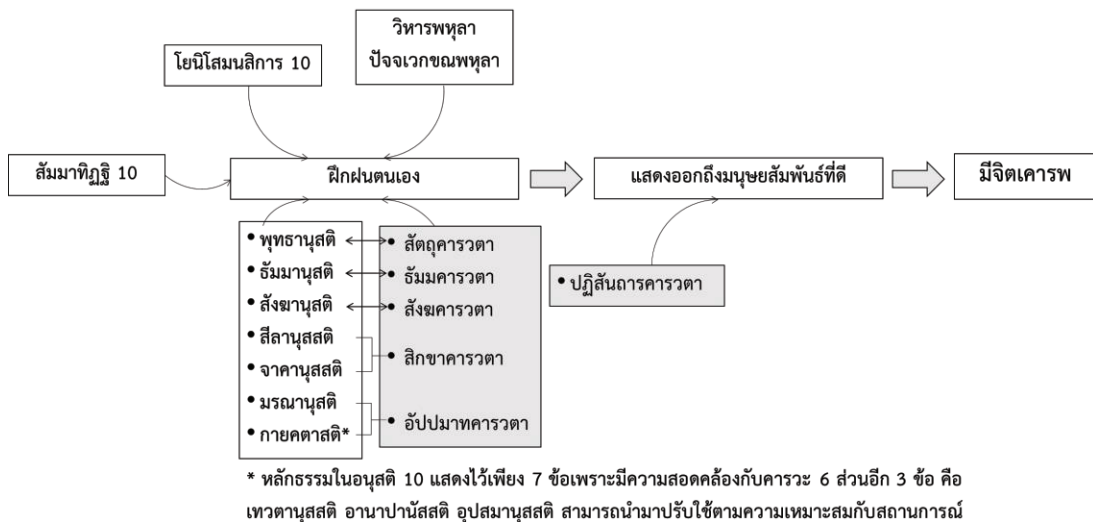 วิหารพหุลา
ปัจจเวกขณพหุลา
โยนิโสมนสิการ 10
สัมมาทิฏฐิ 10
ฝึกฝนตนเอง
แสดงออกถึงมนุษยสัมพันธ์ที่ดี
มีจิตเคารพ
• พุทธานุสติ
• ธัมมานุสติ
• สังฆานุสติ
• สีลานุสสติ
• จาคานุสสติ
• มรณานุสติ
• กายคตาสติ*
• สัตถุคารวตา
• ธัมมคารวตา
• สังฆคารวตา
• สิกขาคารวตา
• อัปปมาทคารวตา
• ปฏิสันถารคารวตา
* หลักธรรมในอนุสติ 10 แสดงไว้เพียง 7 ข้อเพราะมีความสอดคล้องกับคารวะ 6 ส่วนอีก 3 ข้อ คือ
เทวตานุสสติ อานาปานัสสติ อุปสมานุสสติ สามารถนำมาปรับใช้ตามความเหมาะสมกับสถานการณ์